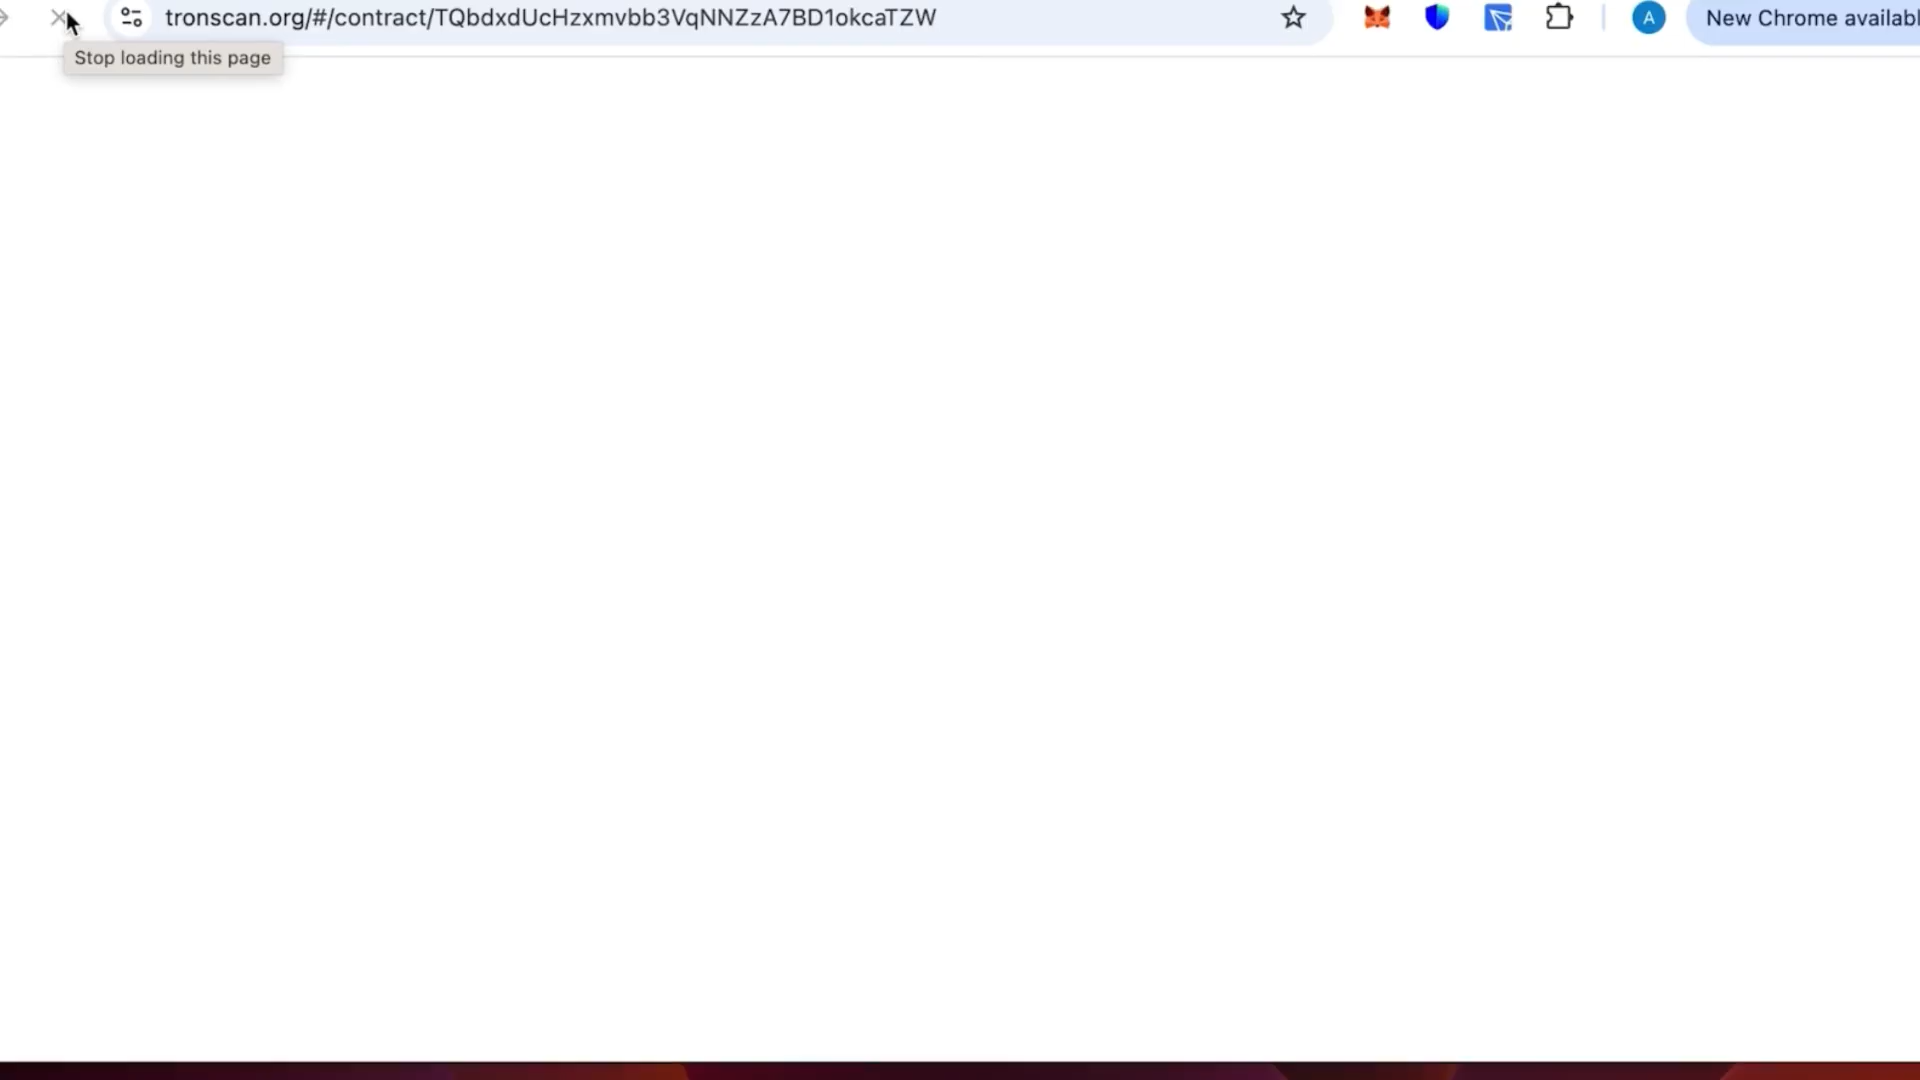 tronscan.org/#/contract/TQbdxdUcHzxmvbb3VqNNZzA7BD1okcaTZW
A
New Chrome availabl
Stop loading this page